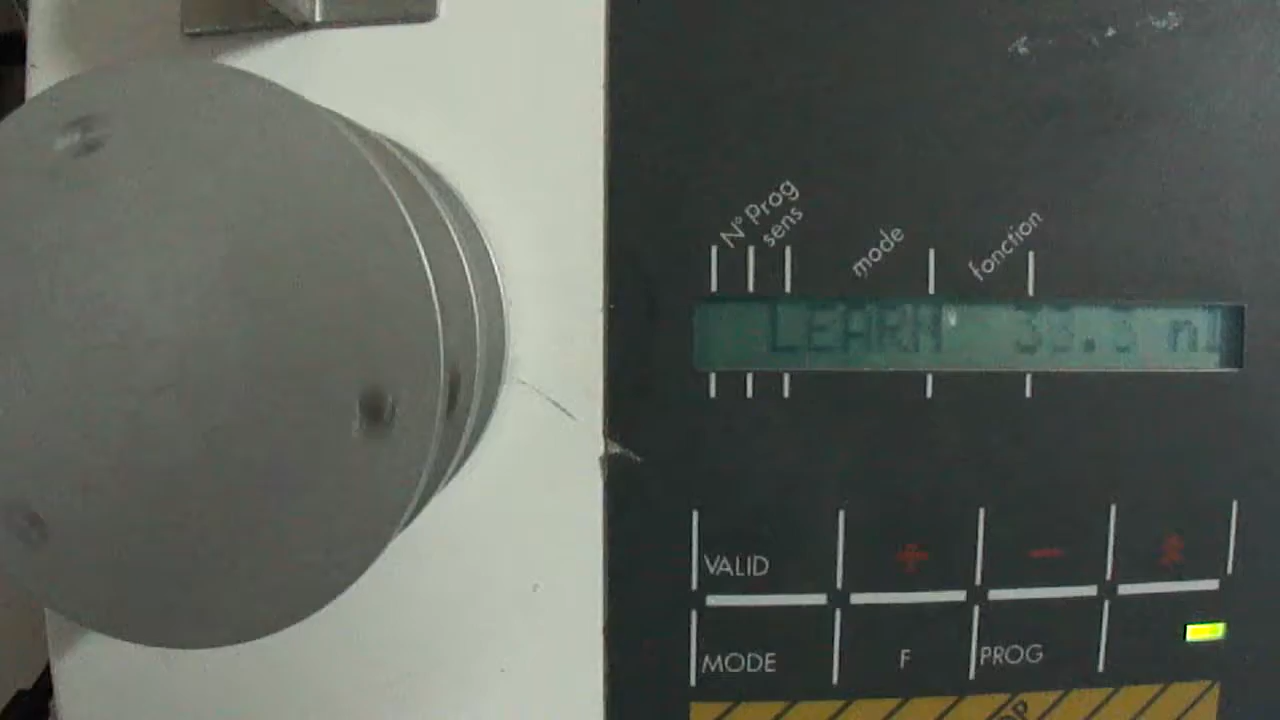 N° Prog
sens
mode
fonction
LEARN
VALID + -
MODE F PROG